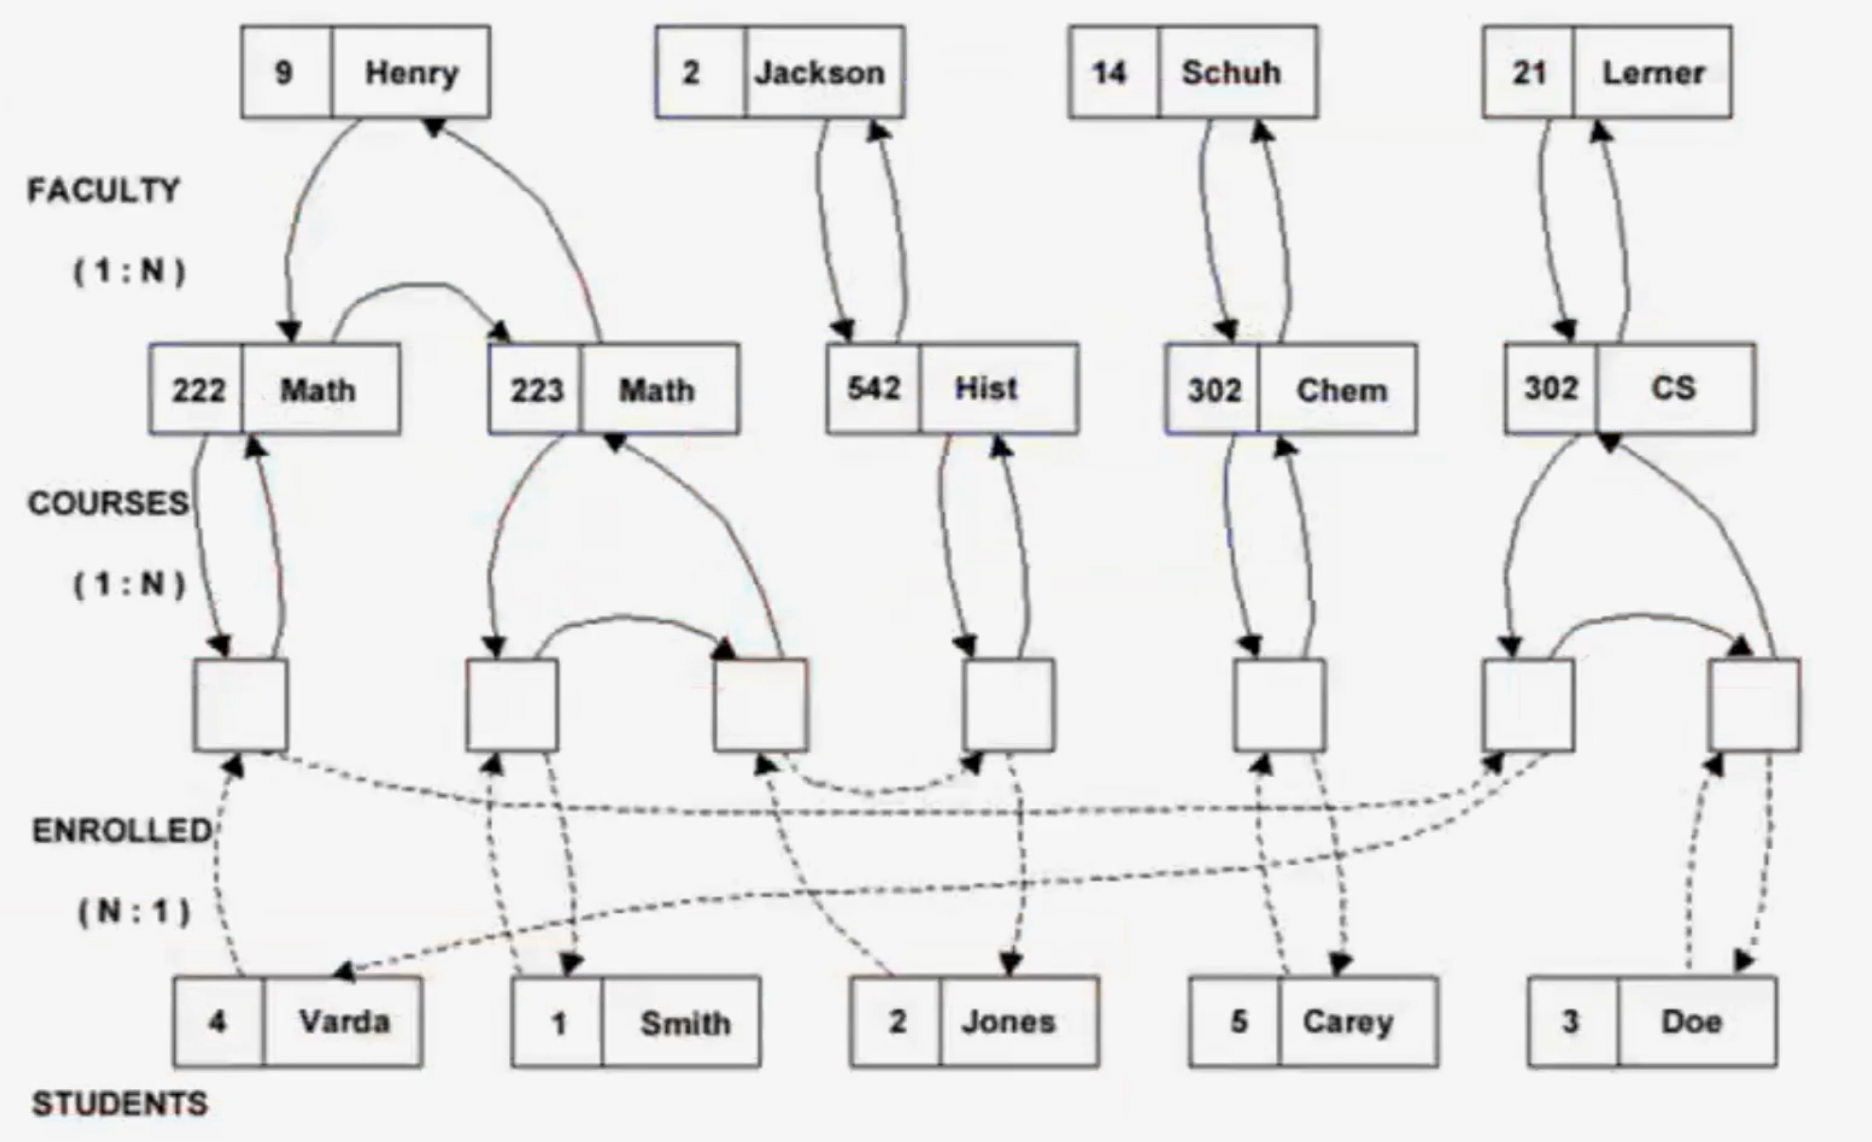 9 Henry 2 Jackson 14 Schuh 21 Lerner
FACULTY
( 1 : N )
222 Math 223 Math 542 Hist 302 Chem 302 CS
COURSES
( 1 : N )
ENROLLED
( N : 1 )
4 Varda 1 Smith 2 Jones 5 Carey 3 Doe
STUDENTS